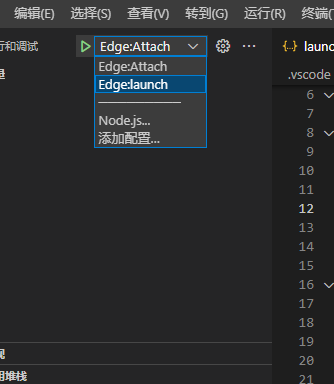 编辑(E) 选择(S) 查看(V) 转到(G) 运行(R) 终端
行和调试 Edge:Attach ··· {..} laun
量
Edge:Attach
Edge:launch
Node.js...
添加配置...
.vscode
6
7
8
9
10
11
12
13
14
15
16
17
18
19
20
21
视
用堆栈